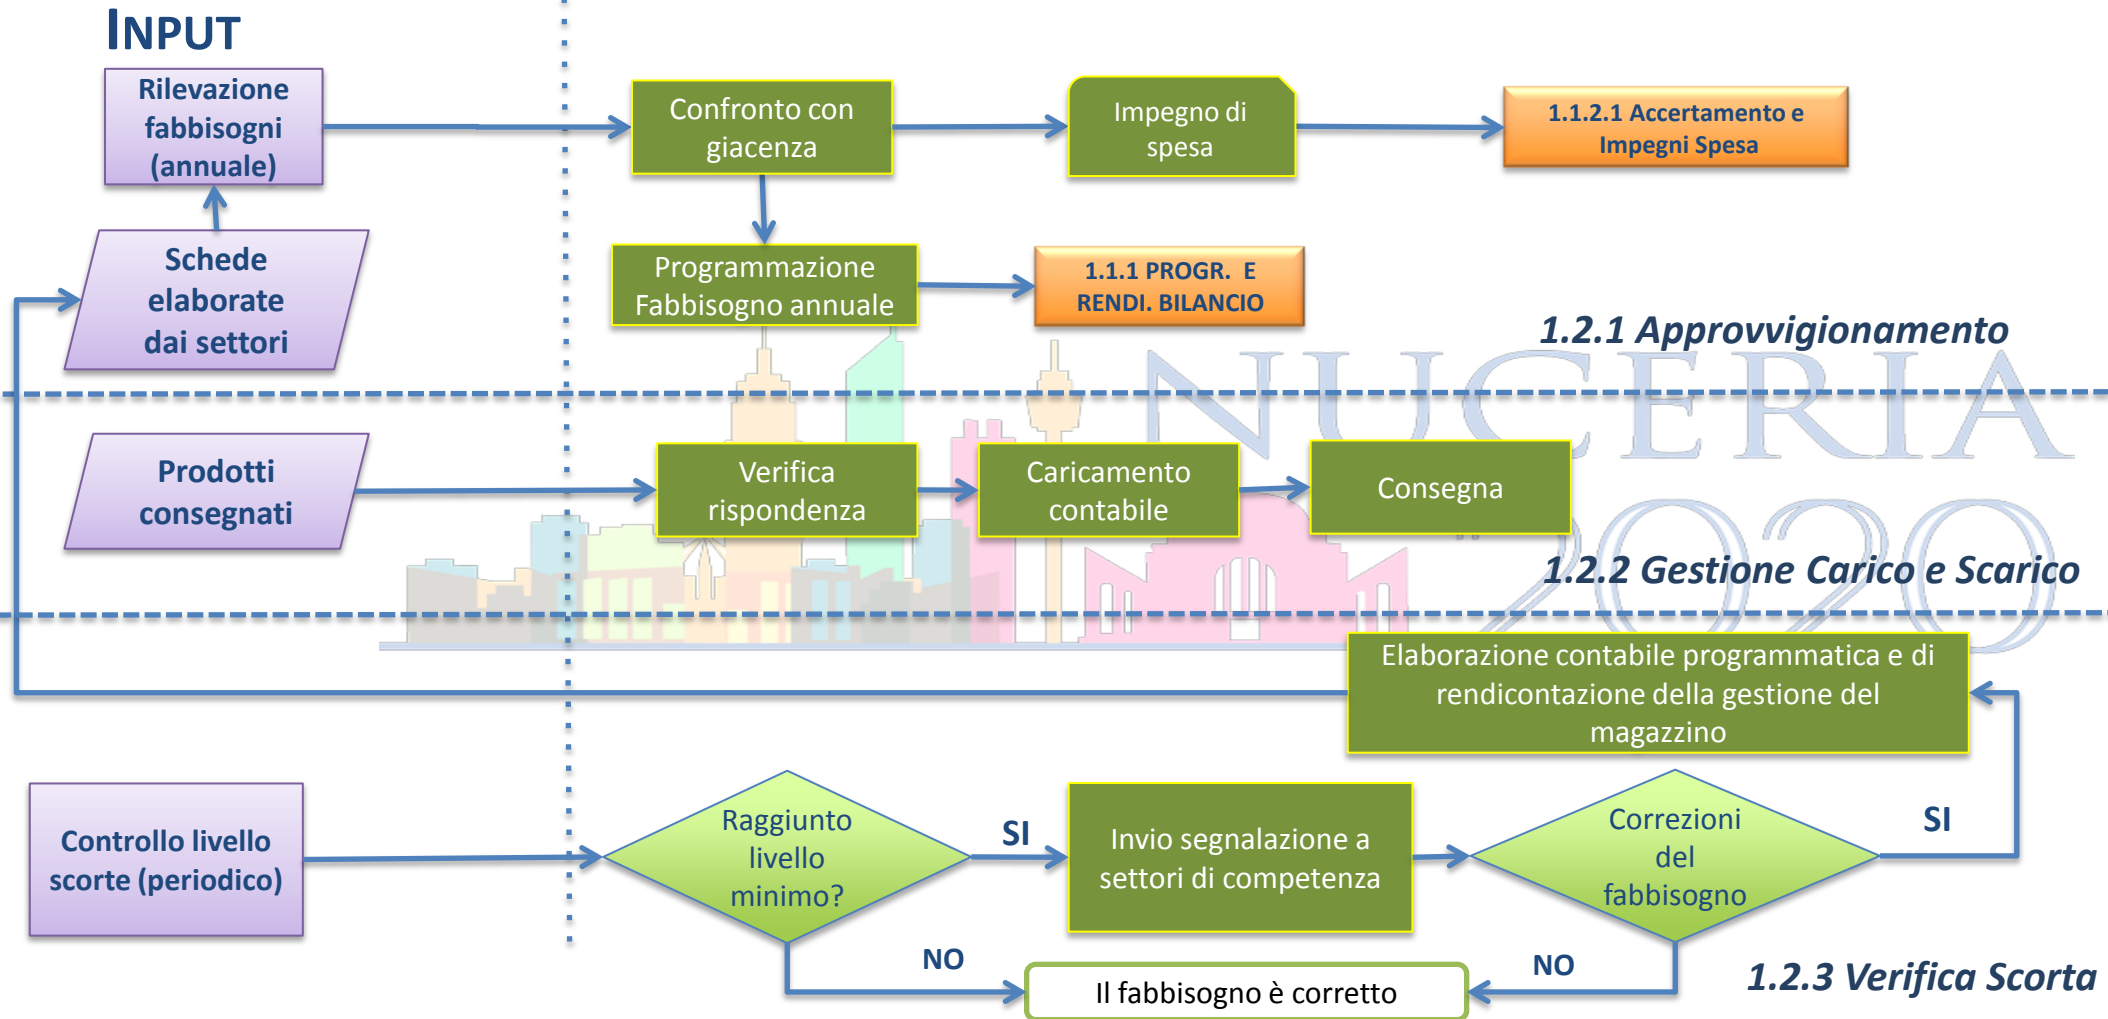 INPUT
Rilevazione
fabbisogni
(annuale)
Confronto con
giacenza
Impegno di
spesa
1.1.2.1 Accertamento e
Impegni Spesa
Schede
elaborate
dai settori
Programmazione
Fabbisogno annuale
1.1.1 PROGR. E
RENDI. BILANCIO
1.2.1 Approvvigionamento
NUCERIA
2020
Prodotti
consegnati
Verifica
rispondenza
Caricamento
contabile
Consegna
1.2.2 Gestione Carico e Scarico
Elaborazione contabile programmatica e di
rendicontazione della gestione del
magazzino
Controllo livello
scorte (periodico)
Raggiunto
livello
minimo?
SI
Invio segnalazione a
settori di competenza
Correzioni
del
fabbisogno
SI
NO
Il fabbisogno è corretto
NO
1.2.3 Verifica Scorta